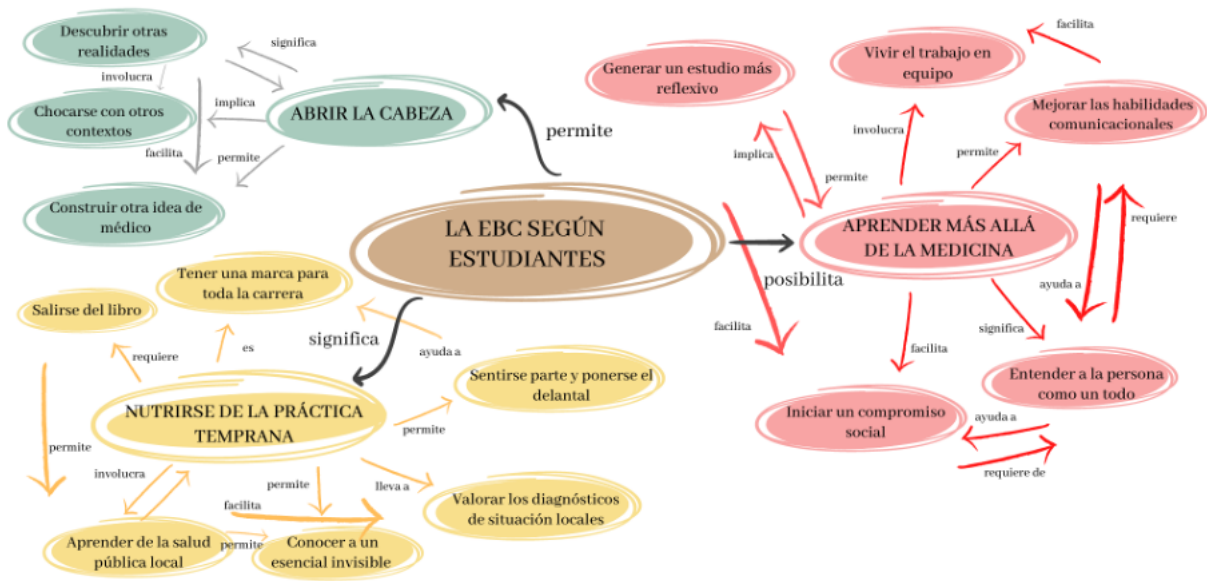 Descubrir otras
realidades
significa
involucra
Chocarse con otros
contextos
implica
ABRIR LA CABEZA
facilita
permite
Construir otra idea de
médico
permite
LA EBC SEGÚN
ESTUDIANTES
posibilita
significa
Generar un estudio más
reflexivo
implica
permite
Vivir el trabajo en
equipo
facilita
involucra
Mejorar las habilidades
comunicacionales
permite
APRENDER MÁS ALLÁ
DE LA MEDICINA
requiere
ayuda a
facilita
facilita
significa
Entender a la persona
como un todo
Iniciar un compromiso
social
ayuda a
requiere de
Tener una marca para
toda la carrera
Salirse del libro
requiere
es
ayuda a
Sentirse parte y ponerse el
delantal
NUTRIRSE DE LA PRÁCTICA
TEMPRANA
permite
permite
involucra
permite
lleva a
facilita
Valorar los diagnósticos
de situación locales
Aprender de la salud
pública local
permite
Conocer a un
esencial invisible